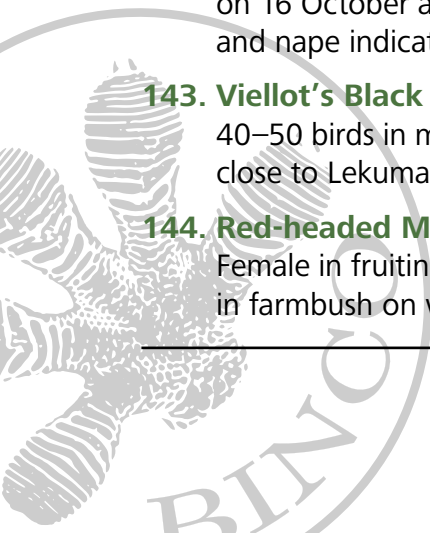 on 16 October a
and nape indicat
143. Viellot's Black
40–50 birds in m
close to Lekuma
144. Red-headed M
Female in fruitin
in farmbush on v
BINCO